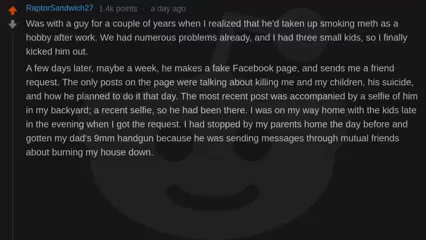 RaptorSandwich27 1.4k points · a day ago
Was with a guy for a couple of years when I realized that he'd taken up smoking meth as a
hobby after work. We had numerous problems already, and I had three small kids, so I finally
kicked him out.
A few days later, maybe a week, he makes a fake Facebook page, and sends me a friend
request. The only posts on the page were talking about killing me and my children, his suicide,
and how he planned to do it that day. The most recent post was accompanied by a selfie of him
in my backyard; a recent selfie, so he had been there. I was on my way home with the kids late
in the evening when I got the request. I had stopped by my parents home the day before and
gotten my dad's 9mm handgun because he was sending messages through mutual friends
about burning my house down.